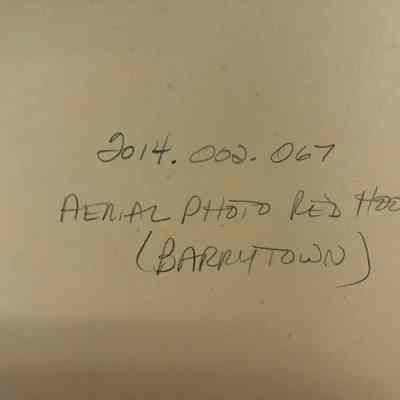 2014.002.067
AERIAL PHOTO RED HOO
(BARRYTOWN)